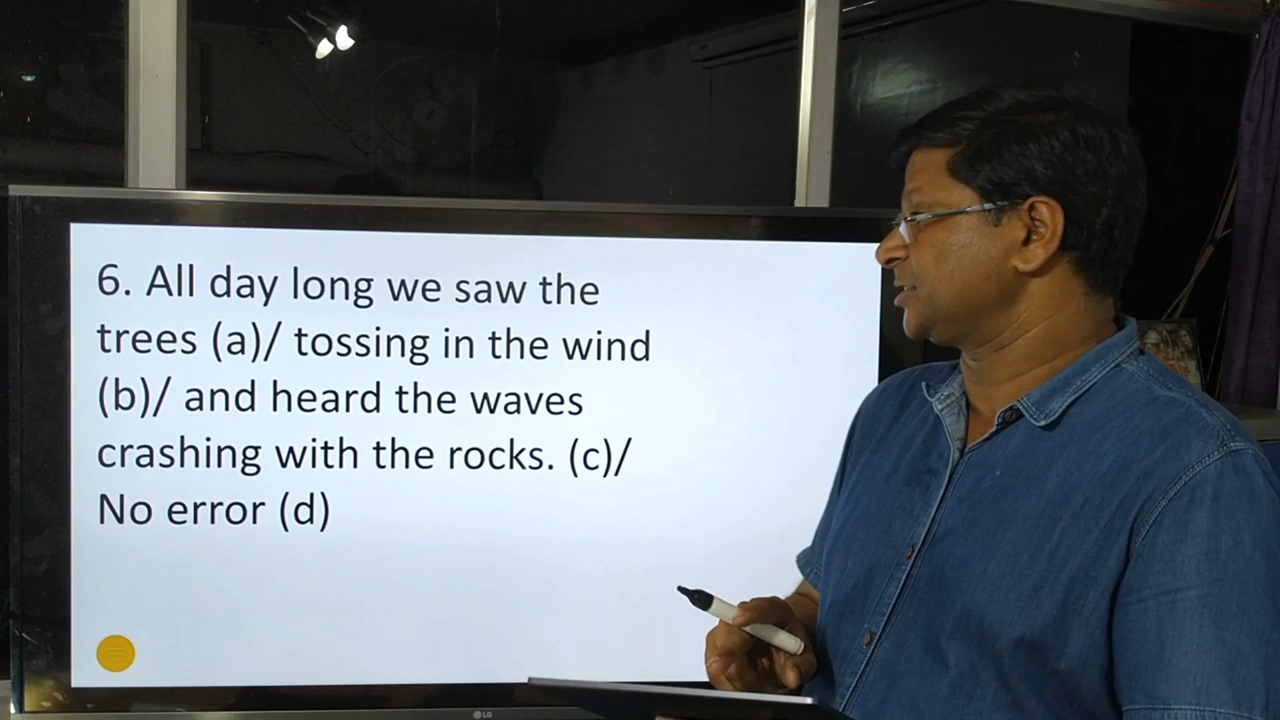 6. All day long we saw the
trees (a)/ tossing in the wind
(b)/ and heard the waves
crashing with the rocks. (c)/
No error (d)
LG